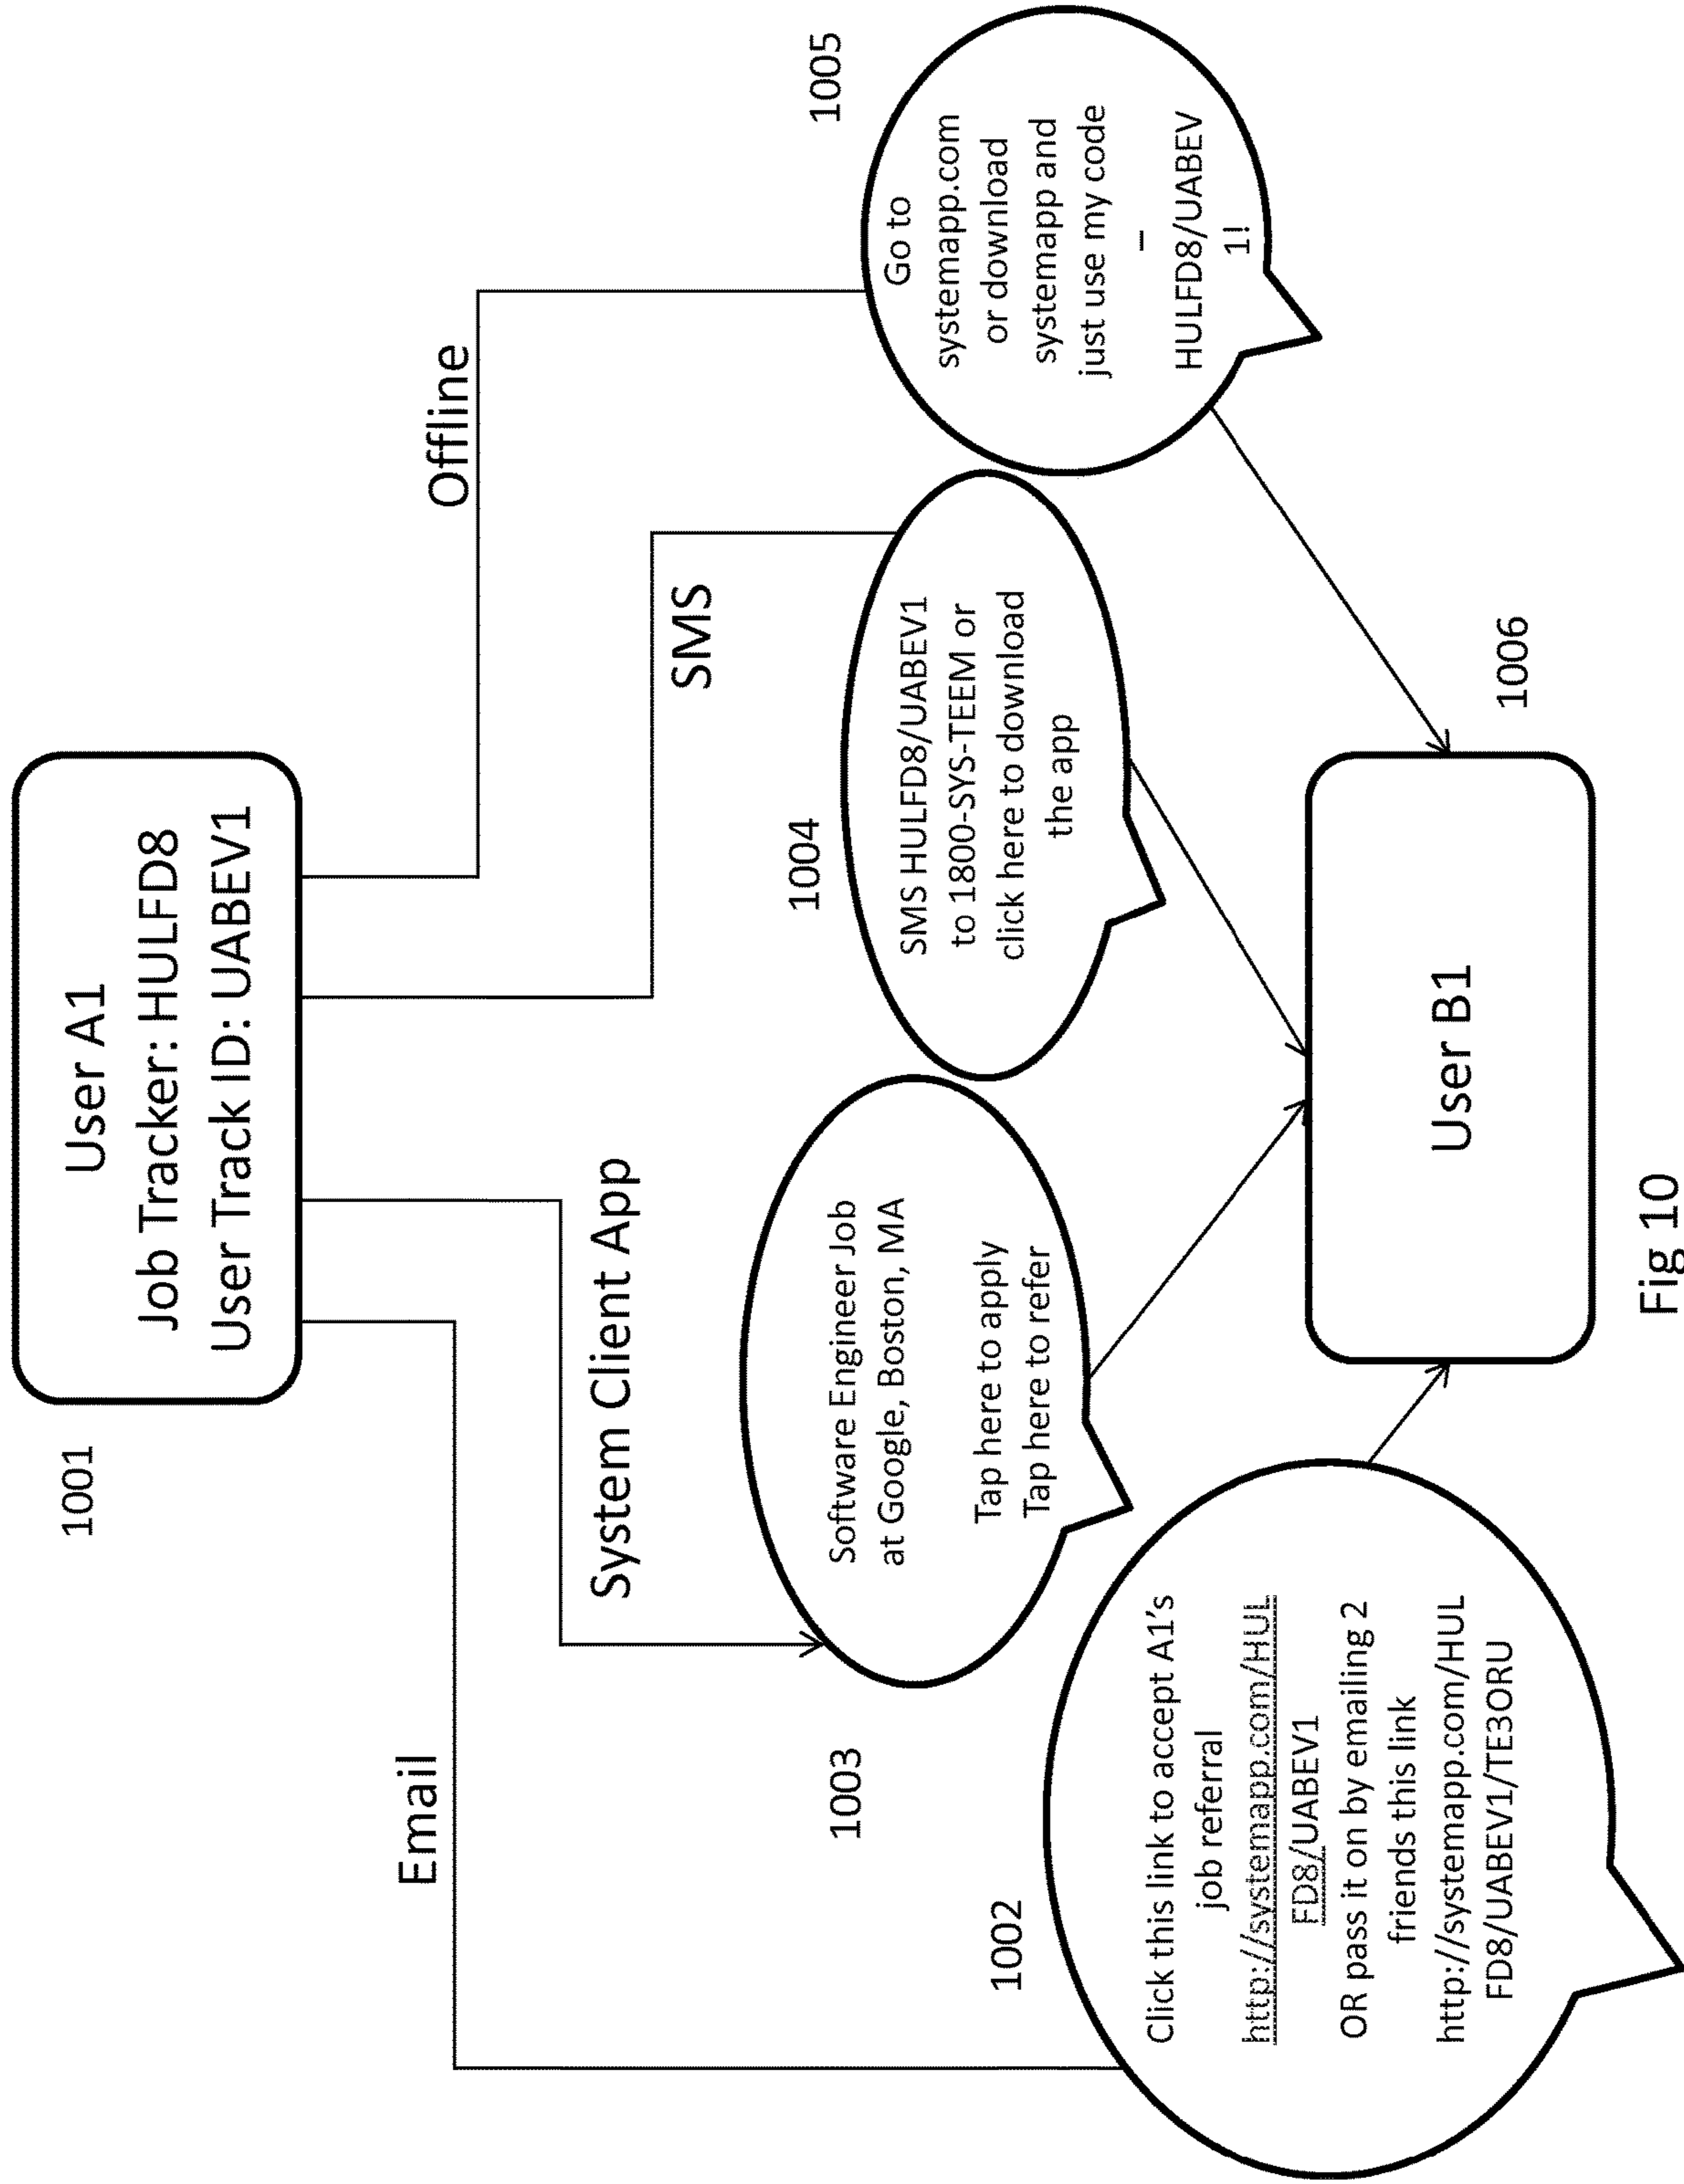 1001
User A1
Job Tracker: HULFD8
User Track ID: UABEV1
Email
System Client App
SMS
Offline
1002
Click this link to accept A1's
job referral
http://systemapp.com/HUL
FD8/UABEV1
OR pass it on by emailing 2
friends this link
http://systemapp.com/HUL
FD8/UABEV1/TE3ORU
1003
Software Engineer Job
at Google, Boston, MA
Tap here to apply
Tap here to refer
1004
SMS HULFD8/UABEV1
to 1800-SYS-TEEM or
click here to download
the app
1005
Go to
systemapp.com
or download
systemapp and
just use my code
–
HULFD8/UABEV
1!
User B1
1006
Fig 10